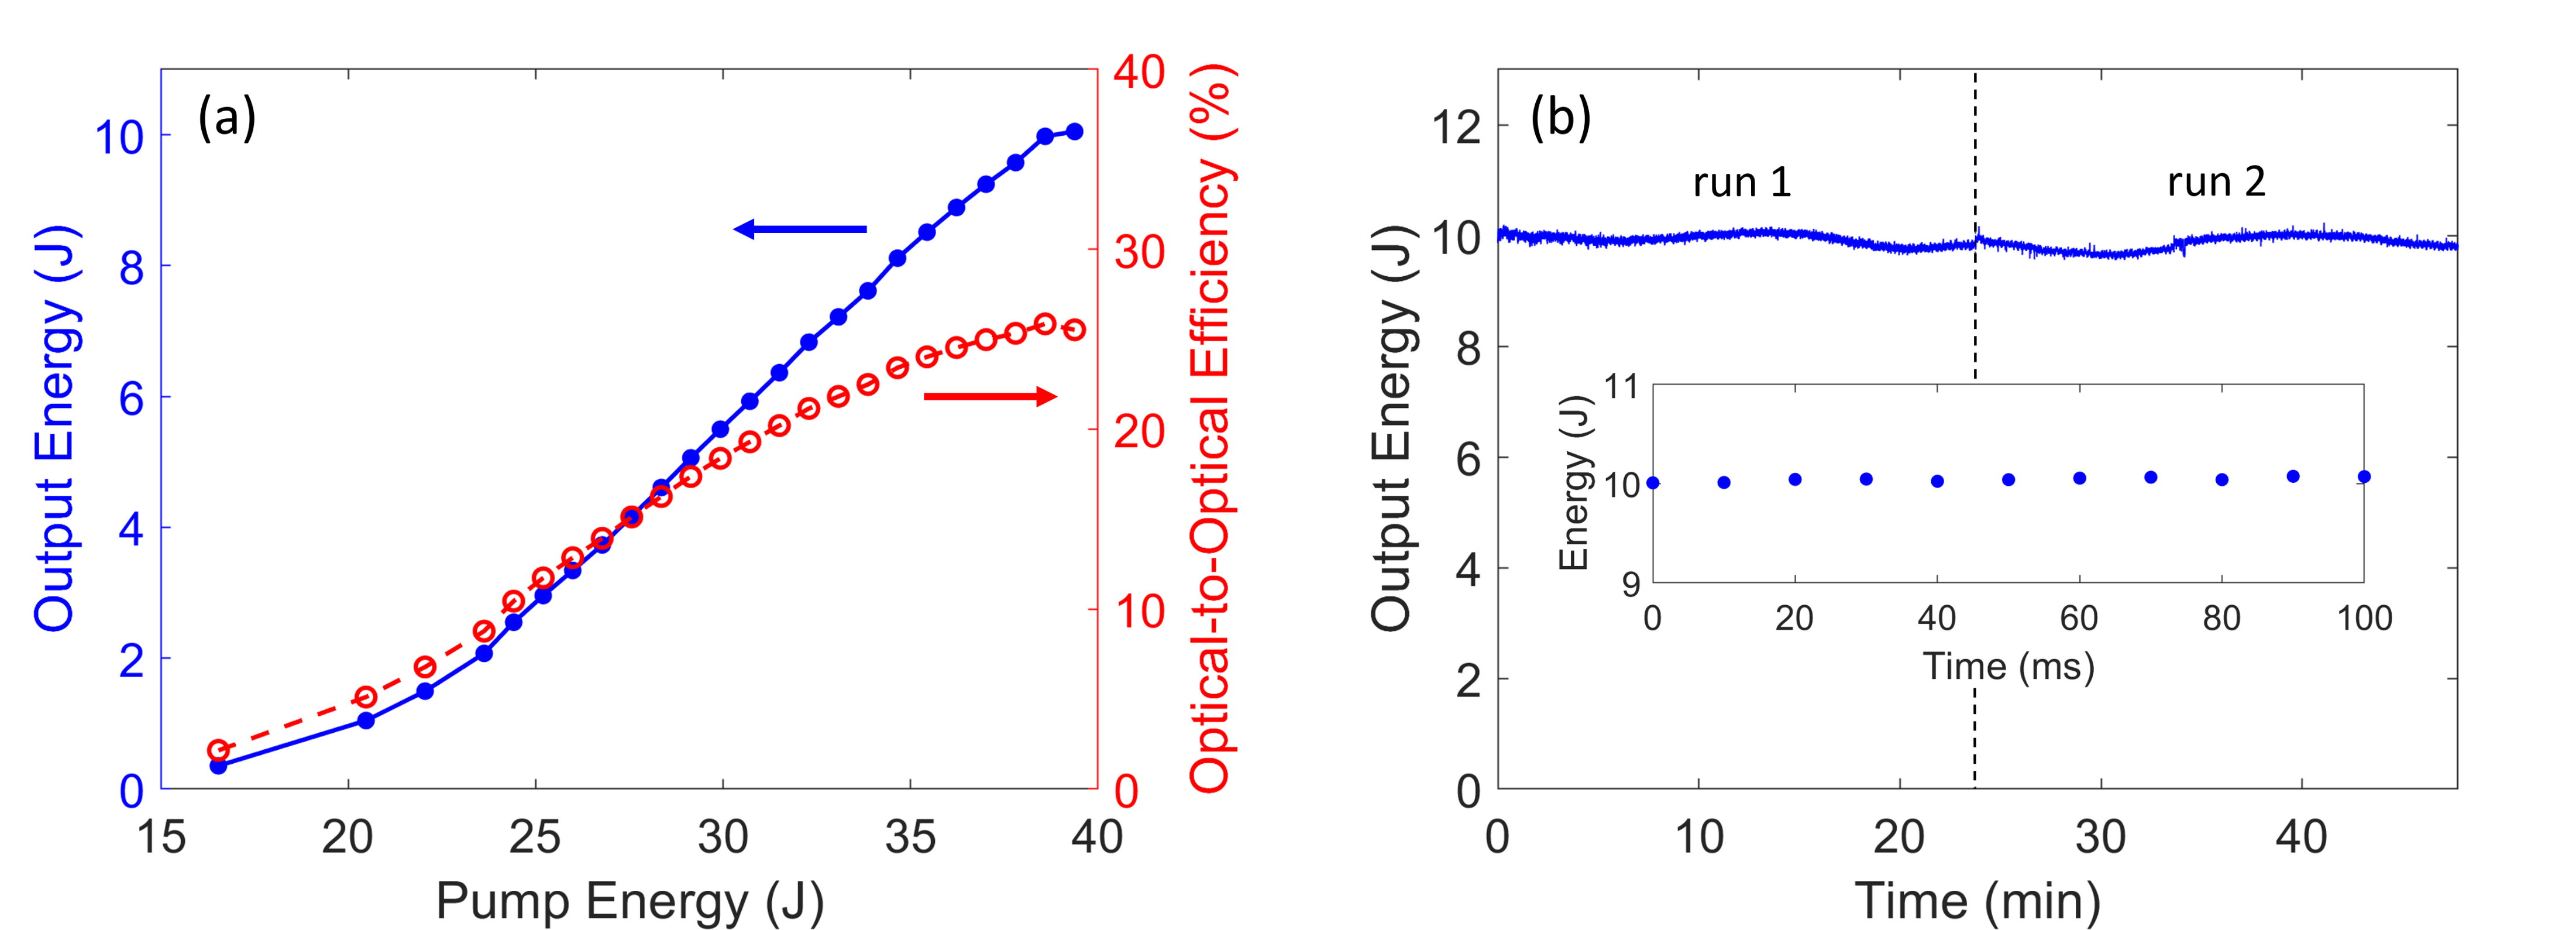 (a)
Output Energy (J)
10
8
6
4
2
0
15 20 25 30 35 40
Pump Energy (J)
40
30
20
10
0
Optical-to-Optical Efficiency (%)
(b)
Output Energy (J)
12
10
8
6
4
2
0
run 1 run 2
Energy (J)
11
10
9
0 20 40 60 80 100
Time (ms)
0 10 20 30 40
Time (min)